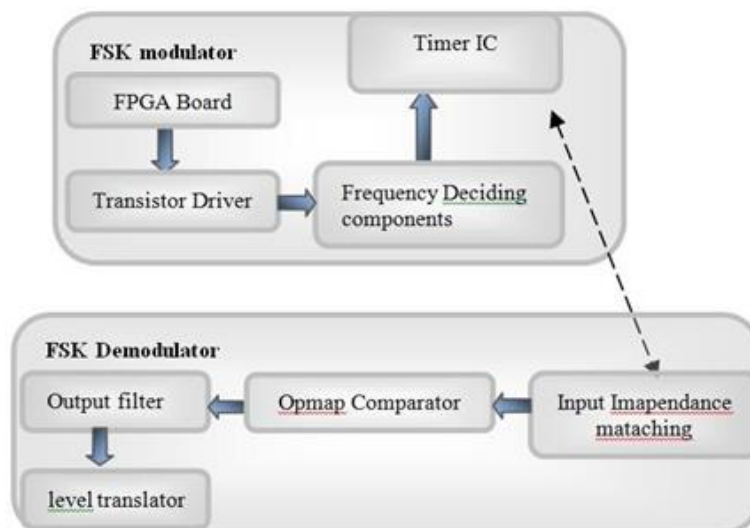 FSK modulator
Timer IC
FPGA Board
Transistor Driver
Frequency Deciding
components
FSK Demodulator
Input Imapendance
mataching
Opmap Comparator
Output filter
level translator